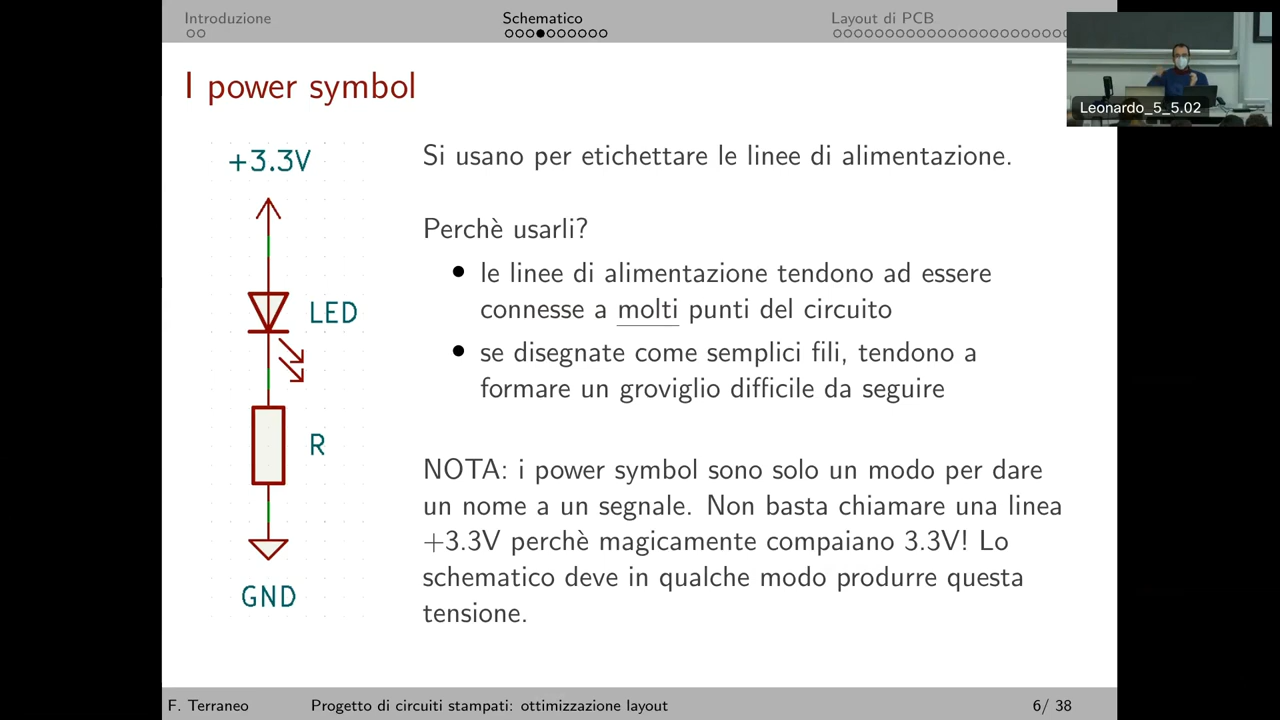 Introduzione
Schematico
Layout di PCB
Leonardo_5_5.02
I power symbol
+3.3V
LED
R
GND
Si usano per etichettare le linee di alimentazione.
Perchè usarli?
le linee di alimentazione tendono ad essere
connesse a molti punti del circuito
se disegnate come semplici fili, tendono a
formare un groviglio difficile da seguire
NOTA: i power symbol sono solo un modo per dare
un nome a un segnale. Non basta chiamare una linea
+3.3V perchè magicamente compaiano 3.3V! Lo
schematico deve in qualche modo produrre questa
tensione.
F. Terraneo
Progetto di circuiti stampati: ottimizzazione layout
6/ 38